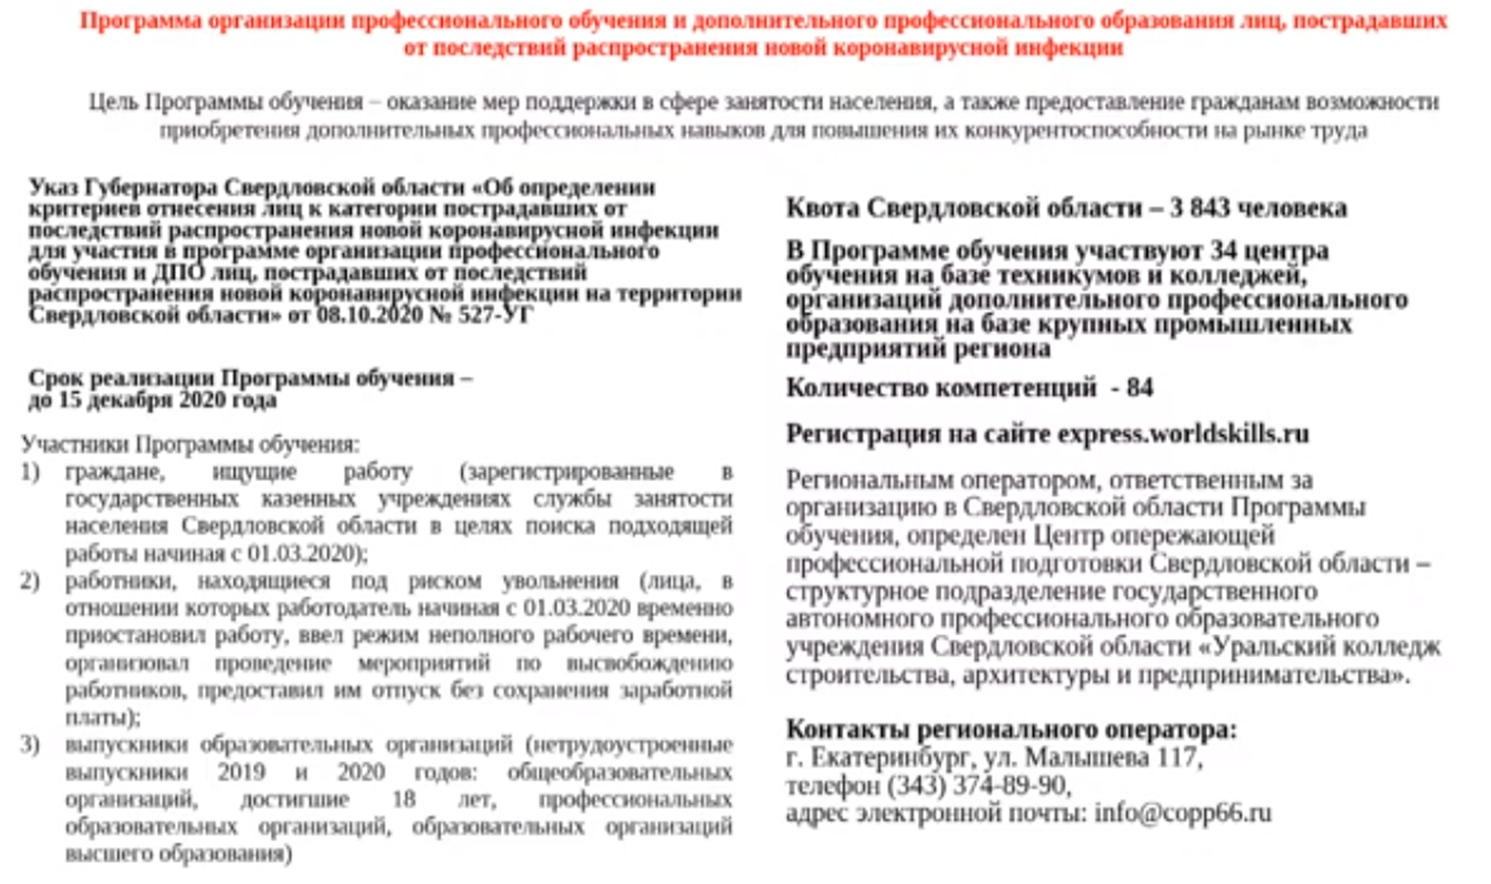 Программа организации профессионального обучения и дополнительного профессионального образования лиц, пострадавших
от последствий распространения новой коронавирусной инфекции
Цель Программы обучения – оказание мер поддержки в сфере занятости населения, а также предоставление гражданам возможности
приобретения дополнительных профессиональных навыков для повышения их конкурентоспособности на рынке труда
Указ Губернатора Свердловской области «Об определении
критериев отнесения лиц к категории пострадавших от
последствий распространения новой коронавирусной инфекции
для участия в программе организации профессионального
обучения и ДПО лиц, пострадавших от последствий
распространения новой коронавирусной инфекции на территории
Свердловской области» от 08.10.2020 № 527-УГ
Срок реализации Программы обучения –
до 15 декабря 2020 года
Участники Программы обучения:
1) граждане, ищущие работу (зарегистрированные в
государственных казенных учреждениях службы занятости
населения Свердловской области в целях поиска подходящей
работы начиная с 01.03.2020);
2) работники, находящиеся под риском увольнения (лица, в
отношении которых работодатель начиная с 01.03.2020 временно
приостановил работу, ввел режим неполного рабочего времени,
организовал проведение мероприятий по высвобождению
работников, предоставил им отпуск без сохранения заработной
платы);
3) выпускники образовательных организаций (нетрудоустроенные
выпускники 2019 и 2020 годов: общеобразовательных
организаций, достигшие 18 лет, профессиональных
образовательных организаций, образовательных организаций
высшего образования)
Квота Свердловской области – 3 843 человека
В Программе обучения участвуют 34 центра
обучения на базе техникумов и колледжей,
организаций дополнительного профессионального
образования на базе крупных промышленных
предприятий региона
Количество компетенций - 84
Регистрация на сайте express.worldskills.ru
Региональным оператором, ответственным за
организацию в Свердловской области Программы
обучения, определен Центр опережающей
профессиональной подготовки Свердловской области –
структурное подразделение государственного
автономного профессионального образовательного
учреждения Свердловской области «Уральский колледж
строительства, архитектуры и предпринимательства».
Контакты регионального оператора:
г. Екатеринбург, ул. Малышева 117,
телефон (343) 374-89-90,
адрес электронной почты: info@copp66.ru